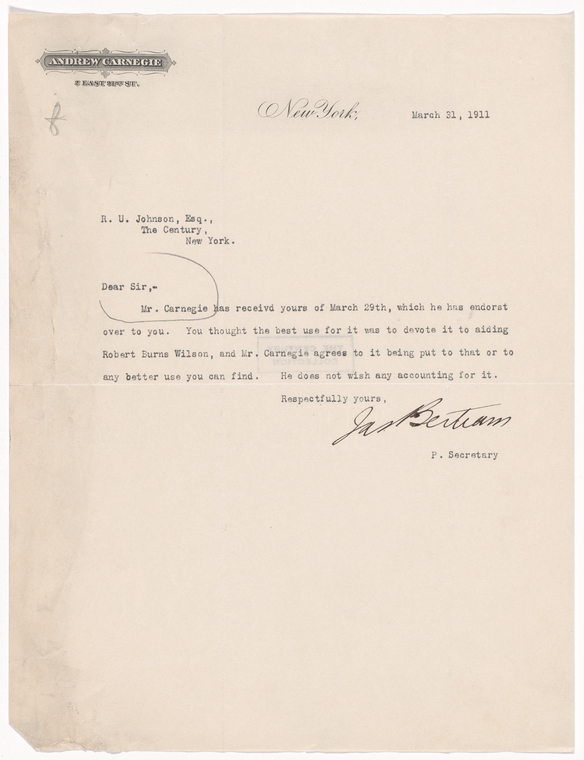 ANDREW CARNEGIE
2 EAST 91ST ST.
New York,
March 31, 1911
R. U. Johnson, Esq.,
The Century,
New York.
Dear Sir,-
Mr. Carnegie has receivd yours of March 29th, which he has endorst
over to you. You thought the best use for it was to devote it to aiding
Robert Burns Wilson, and Mr. Carnegie agrees to it being put to that or to
any better use you can find. He does not wish any accounting for it.
Respectfully yours,
Jas Bertram
P. Secretary